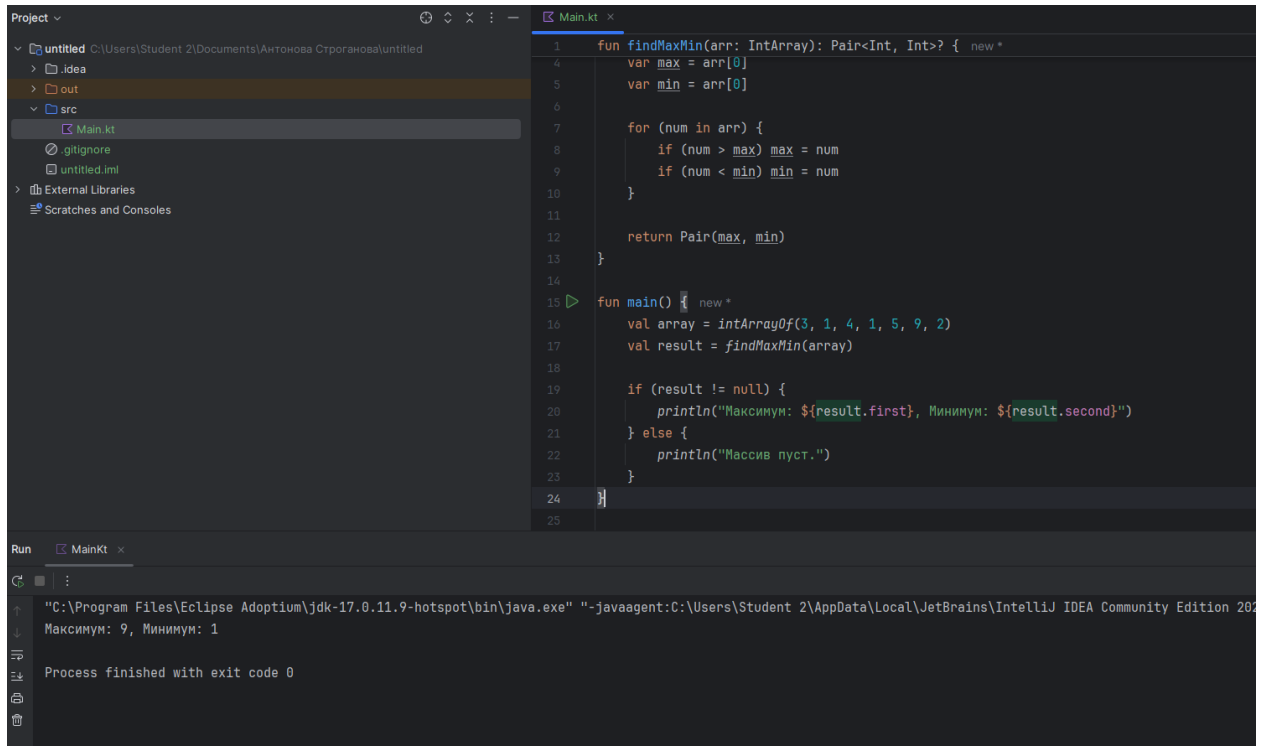 Project
untitled C:\Users\Student 2\Documents\Антонова Строганова\untitled
.idea
out
src
Main.kt
.gitignore
untitled.iml
External Libraries
Scratches and Consoles
Main.kt
1 fun findMaxMin(arr: IntArray): Pair<Int, Int>? { new *
4 var max = arr[0]
5 var min = arr[0]
6
7 for (num in arr) {
8 if (num > max) max = num
9 if (num < min) min = num
10 }
11
12 return Pair(max, min)
13 }
14
15 fun main() { new *
16 val array = intArrayOf(3, 1, 4, 1, 5, 9, 2)
17 val result = findMaxMin(array)
18
19 if (result != null) {
20 println("Максимум: ${result.first}, Минимум: ${result.second}")
21 } else {
22 println("Массив пуст.")
23 }
24 }
25
Run MainKt
"C:\Program Files\Eclipse Adoptium\jdk-17.0.11.9-hotspot\bin\java.exe" "-javaagent:C:\Users\Student 2\AppData\Local\JetBrains\IntelliJ IDEA Community Edition 202
Максимум: 9, Минимум: 1
Process finished with exit code 0